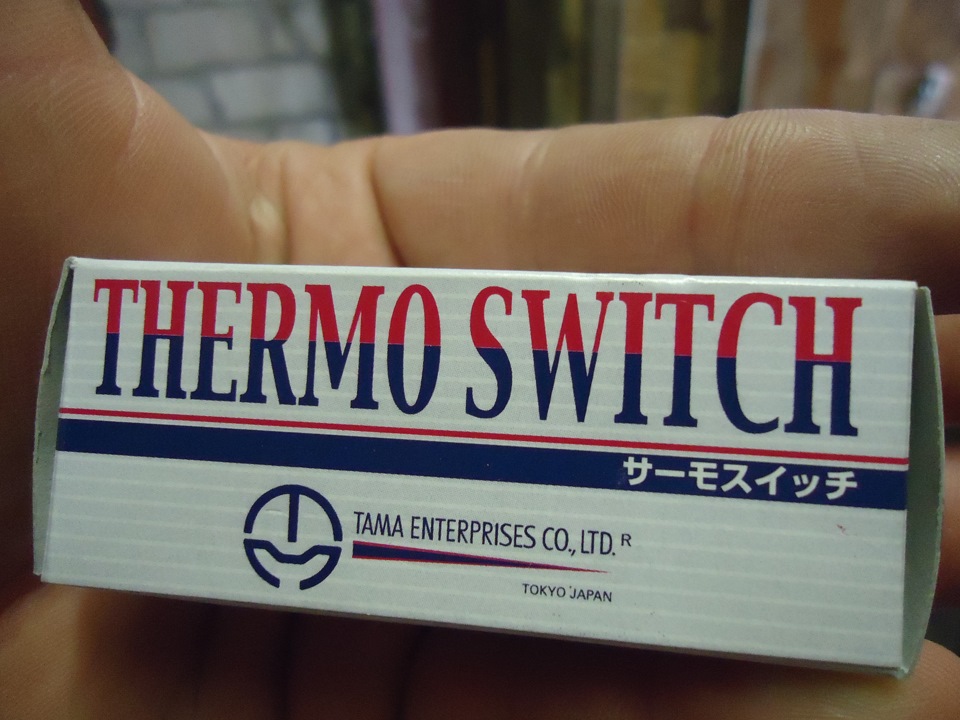 THERMO SWITCH
サーモスイッチ
TAMA ENTERPRISES CO., LTD. R
TOKYO JAPAN